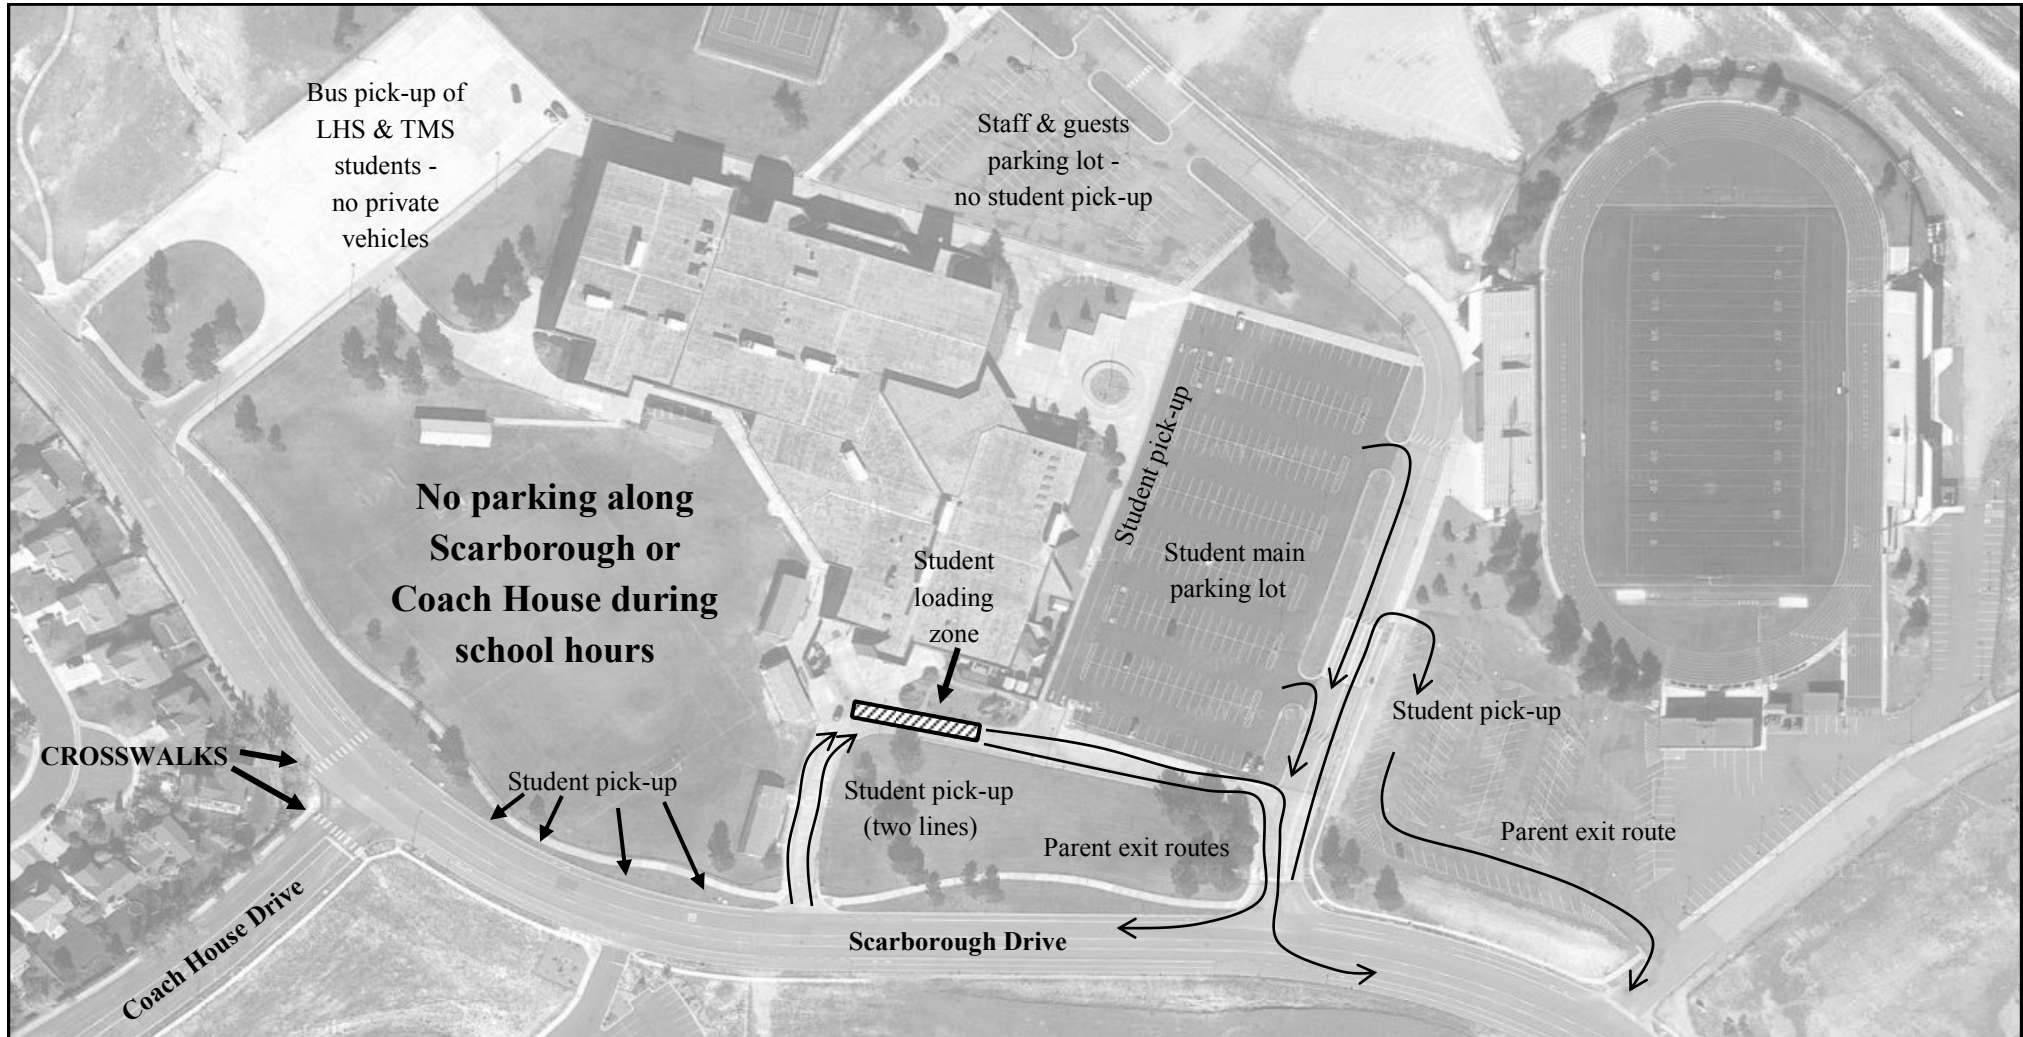 Bus pick-up of
LHS & TMS
students -
no private
vehicles
Staff & guests
parking lot -
no student pick-up
Student pick-up
No parking along
Scarborough or
Coach House during
school hours
Student
loading
zone
Student main
parking lot
Student pick-up
CROSSWALKS
Student pick-up
Student pick-up
(two lines)
Parent exit routes
Parent exit route
Scarborough Drive
Coach House Drive